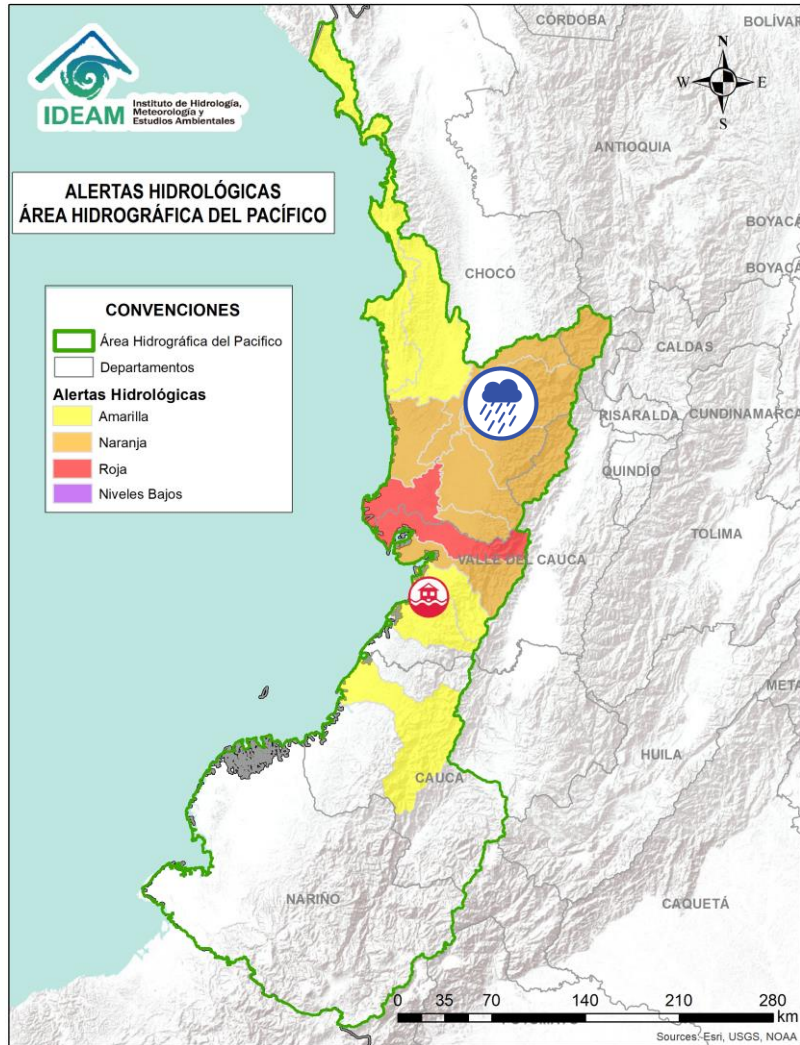 IDEAM
Instituto de Hidrología,
Meteorología y
Estudios Ambientales
ALERTAS HIDROLÓGICAS
ÁREA HIDROGRÁFICA DEL PACÍFICO
CONVENCIONES
Área Hidrográfica del Pacifico
Departamentos
Alertas Hidrológicas
Amarilla
Naranja
Roja
Niveles Bajos
N
W E
S
CÓRDOBA
BOLÍVAR
ANTIOQUIA
BOYACÁ
BOYACÁ
CHOCÓ
CALDAS
RISARALDA
CUNDINAMARCA
QUINDÍO
TOLIMA
VALLE DEL CAUCA
META
HUILA
CAUCA
NARIÑO
CAQUETÁ
0 35 70 140 210 280
km
Sources: Esri, USGS, NOAA